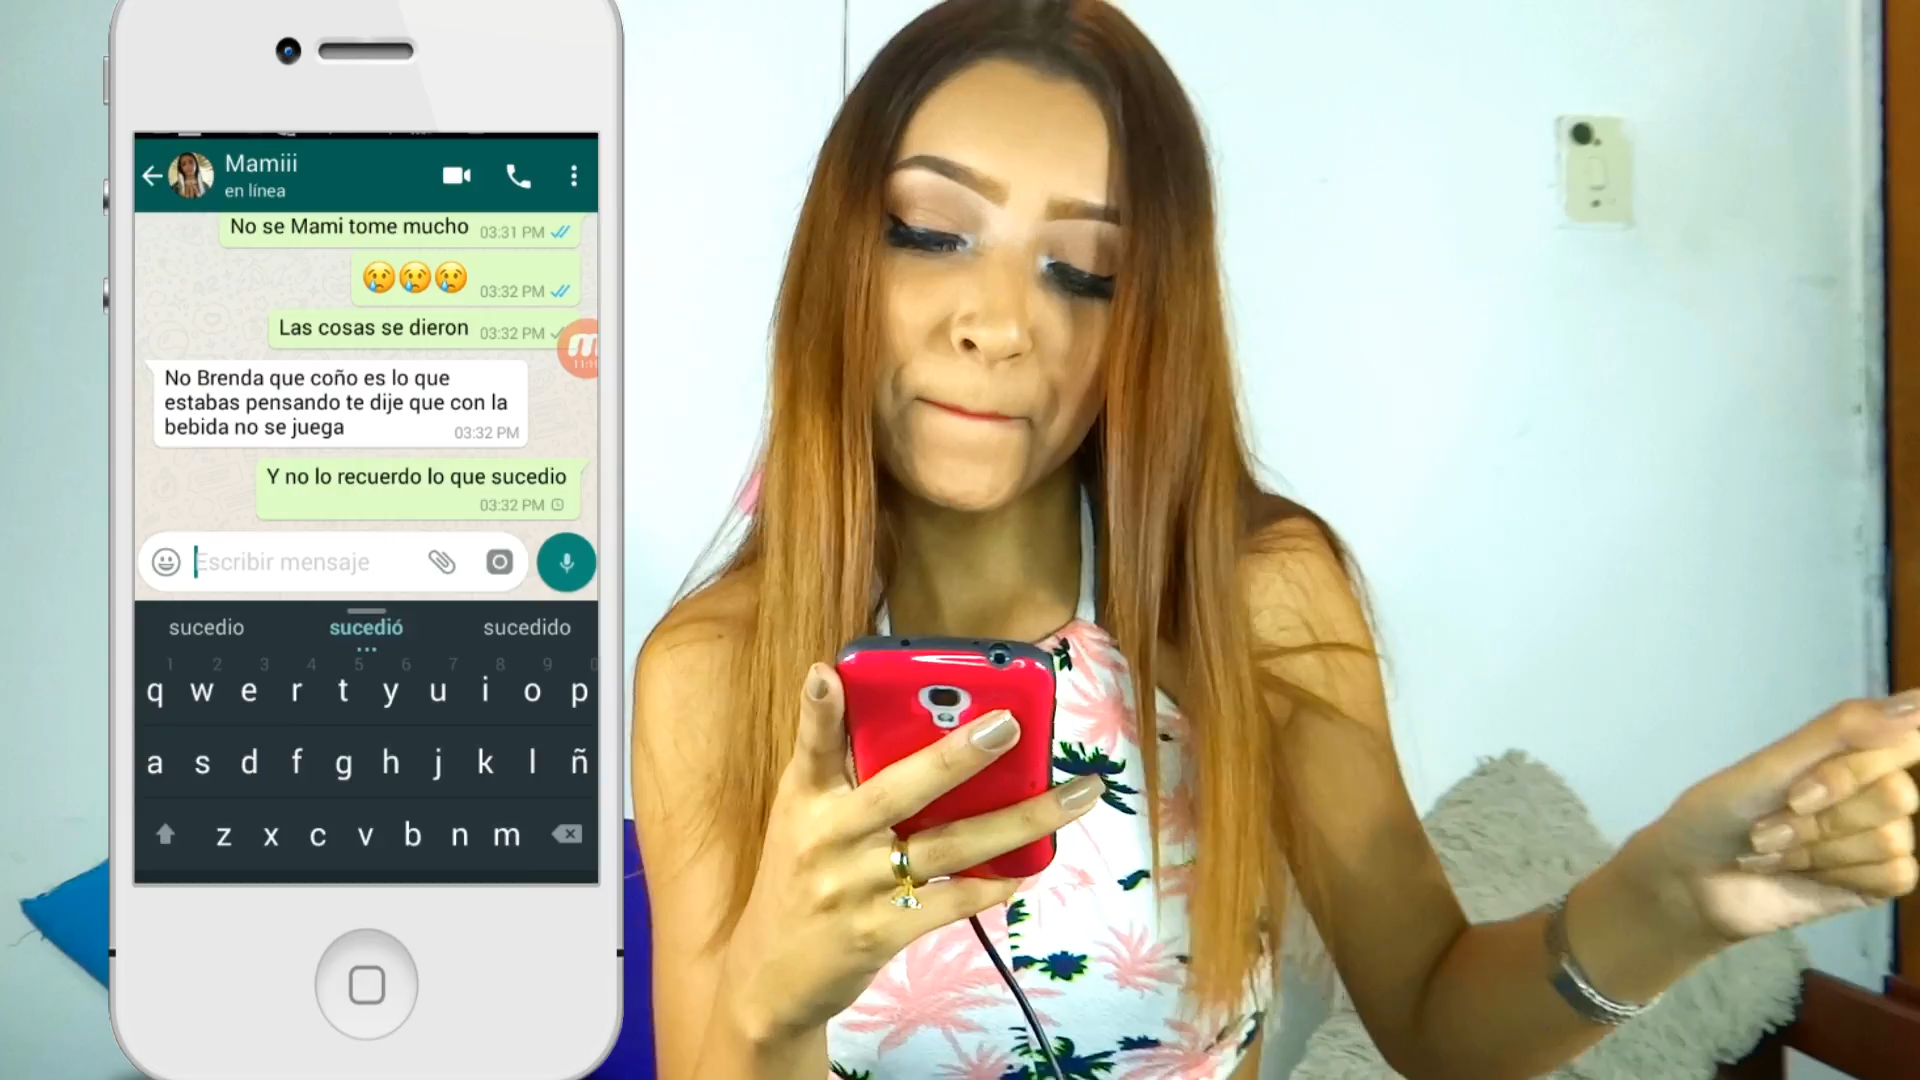 Mamiii
en línea
No se Mami tome mucho 03:31 PM
😢😢😢 03:32 PM
Las cosas se dieron 03:32 PM
11:1
No Brenda que coño es lo que
estabas pensando te dije que con la
bebida no se juega 03:32 PM
Y no lo recuerdo lo que sucedio
03:32 PM
Escribir mensaje
sucedio sucedió sucedido
1 2 3 4 5 6 7 8 9 0
q w e r t y u i o p
a s d f g h j k l ñ
z x c v b n m